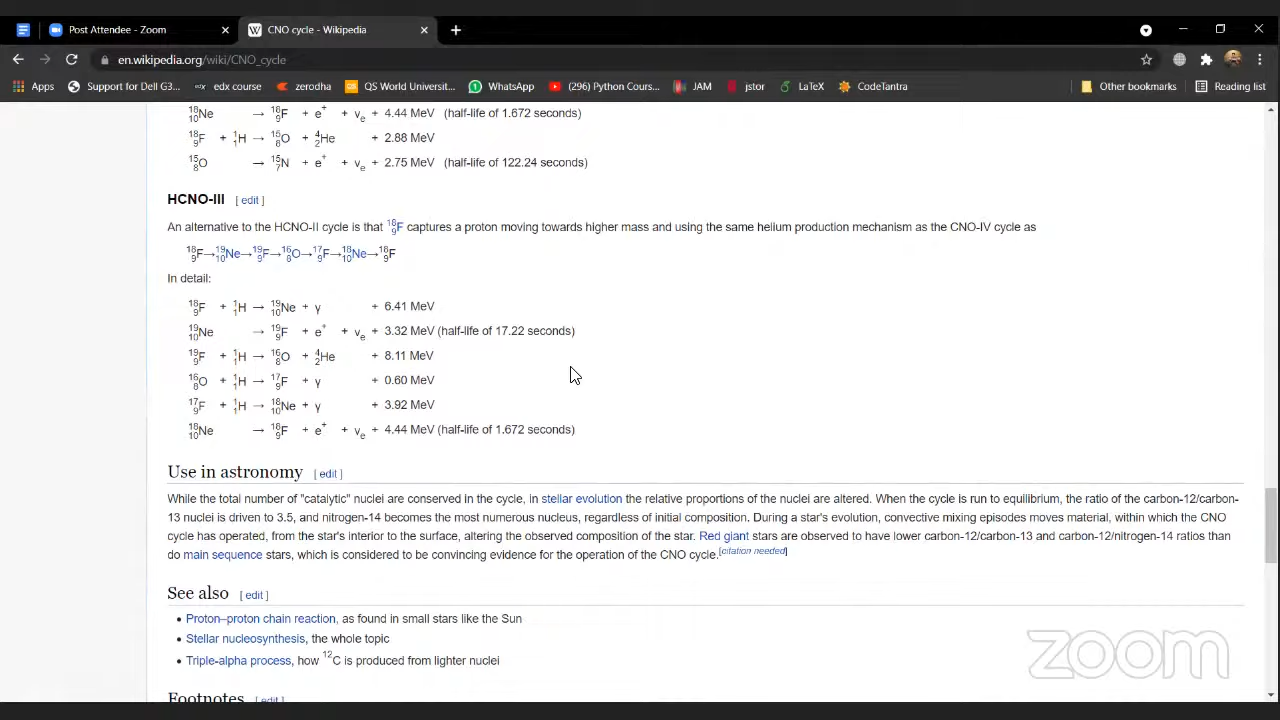 Post Attendee - Zoom
CNO cycle - Wikipedia
en.wikipedia.org/wiki/CNO_cycle
Apps Support for Dell G3... edx course zerodha QS World Universit... WhatsApp (296) Python Cours... JAM jstor LaTeX CodeTantra Other bookmarks Reading list
¹⁸₁₀Ne → ¹⁸₉F + e⁺ + νₑ + 4.44 MeV (half-life of 1.672 seconds)
¹⁸₉F + ¹₁H → ¹⁵₈O + ⁴₂He + 2.88 MeV
¹⁵₈O → ¹⁵₇N + e⁺ + νₑ + 2.75 MeV (half-life of 122.24 seconds)
HCNO-III [ edit ]
An alternative to the HCNO-II cycle is that ¹⁸₉F captures a proton moving towards higher mass and using the same helium production mechanism as the CNO-IV cycle as
¹⁸₉F→¹⁹₁₀Ne→¹⁹₉F→¹⁶₈O→¹⁷₉F→¹⁸₁₀Ne→¹⁸₉F
In detail:
¹⁸₉F + ¹₁H → ¹⁹₁₀Ne + γ + 6.41 MeV
¹⁹₁₀Ne → ¹⁹₉F + e⁺ + νₑ + 3.32 MeV (half-life of 17.22 seconds)
¹⁹₉F + ¹₁H → ¹⁶₈O + ⁴₂He + 8.11 MeV
¹⁶₈O + ¹₁H → ¹⁷₉F + γ + 0.60 MeV
¹⁷₉F + ¹₁H → ¹⁸₁₀Ne + γ + 3.92 MeV
¹⁸₁₀Ne → ¹⁸₉F + e⁺ + νₑ + 4.44 MeV (half-life of 1.672 seconds)
Use in astronomy [ edit ]
While the total number of "catalytic" nuclei are conserved in the cycle, in stellar evolution the relative proportions of the nuclei are altered. When the cycle is run to equilibrium, the ratio of the carbon-12/carbon-
13 nuclei is driven to 3.5, and nitrogen-14 becomes the most numerous nucleus, regardless of initial composition. During a star's evolution, convective mixing episodes moves material, within which the CNO
cycle has operated, from the star's interior to the surface, altering the observed composition of the star. Red giant stars are observed to have lower carbon-12/carbon-13 and carbon-12/nitrogen-14 ratios than
do main sequence stars, which is considered to be convincing evidence for the operation of the CNO cycle.[citation needed]
See also [ edit ]
• Proton–proton chain reaction, as found in small stars like the Sun
• Stellar nucleosynthesis, the whole topic
• Triple-alpha process, how ¹²C is produced from lighter nuclei
zoom
Footnotes [ edit ]